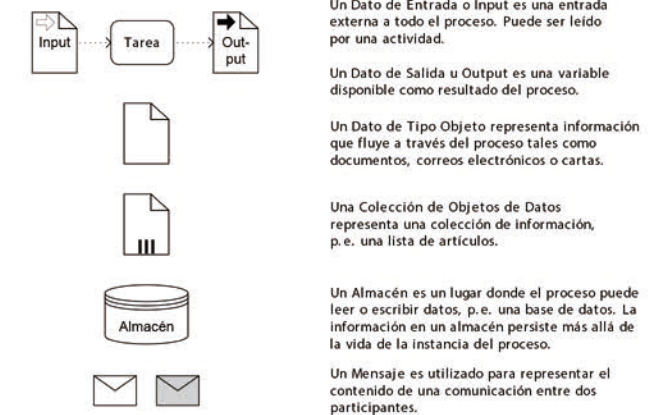 Input
Tarea
Out-
put
Un Dato de Entrada o Input es una entrada
externa a todo el proceso. Puede ser leído
por una actividad.
Un Dato de Salida u Output es una variable
disponible como resultado del proceso.
Un Dato de Tipo Objeto representa información
que fluye a través del proceso tales como
documentos, correos electrónicos o cartas.
Una Colección de Objetos de Datos
representa una colección de información,
p. e. una lista de artículos.
Almacén
Un Almacén es un lugar donde el proceso puede
leer o escribir datos, p. e. una base de datos. La
información en un almacén persiste más allá de
la vida de la instancia del proceso.
Un Mensaje es utilizado para representar el
contenido de una comunicación entre dos
participantes.